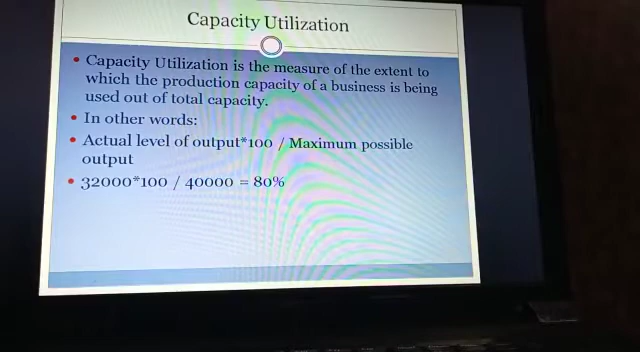 Capacity Utilization
• Capacity Utilization is the measure of the extent to
which the production capacity of a business is being
used out of total capacity.
• In other words:
• Actual level of output*100 / Maximum possible
output
• 32000*100 / 40000 = 80%